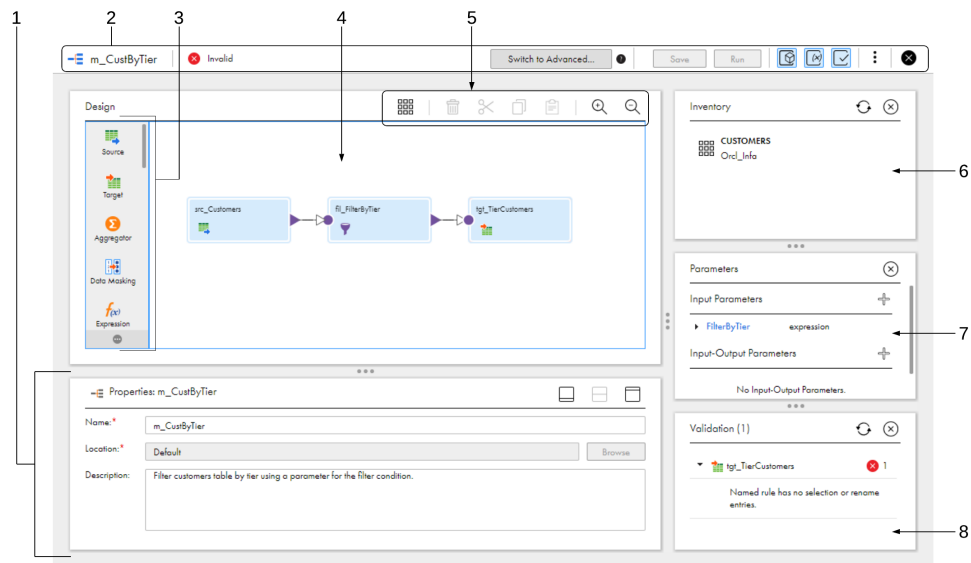 1
2
3
4
5
m_CustByTier
Invalid
Switch to Advanced...
Save
Run
(x)
Design
Source
Target
Aggregator
Data Masking
f(x)
Expression
src_Customers
fil_FilterByTier
tgt_TierCustomers
Inventory
CUSTOMERS
Orcl_Infa
6
Parameters
Input Parameters
FilterByTier expression
Input-Output Parameters
No Input-Output Parameters.
7
Properties: m_CustByTier
Name:* m_CustByTier
Location:* Default Browse
Description: Filter customers table by tier using a parameter for the filter condition.
Validation (1)
tgt_TierCustomers 1
Named rule has no selection or rename
entries.
8